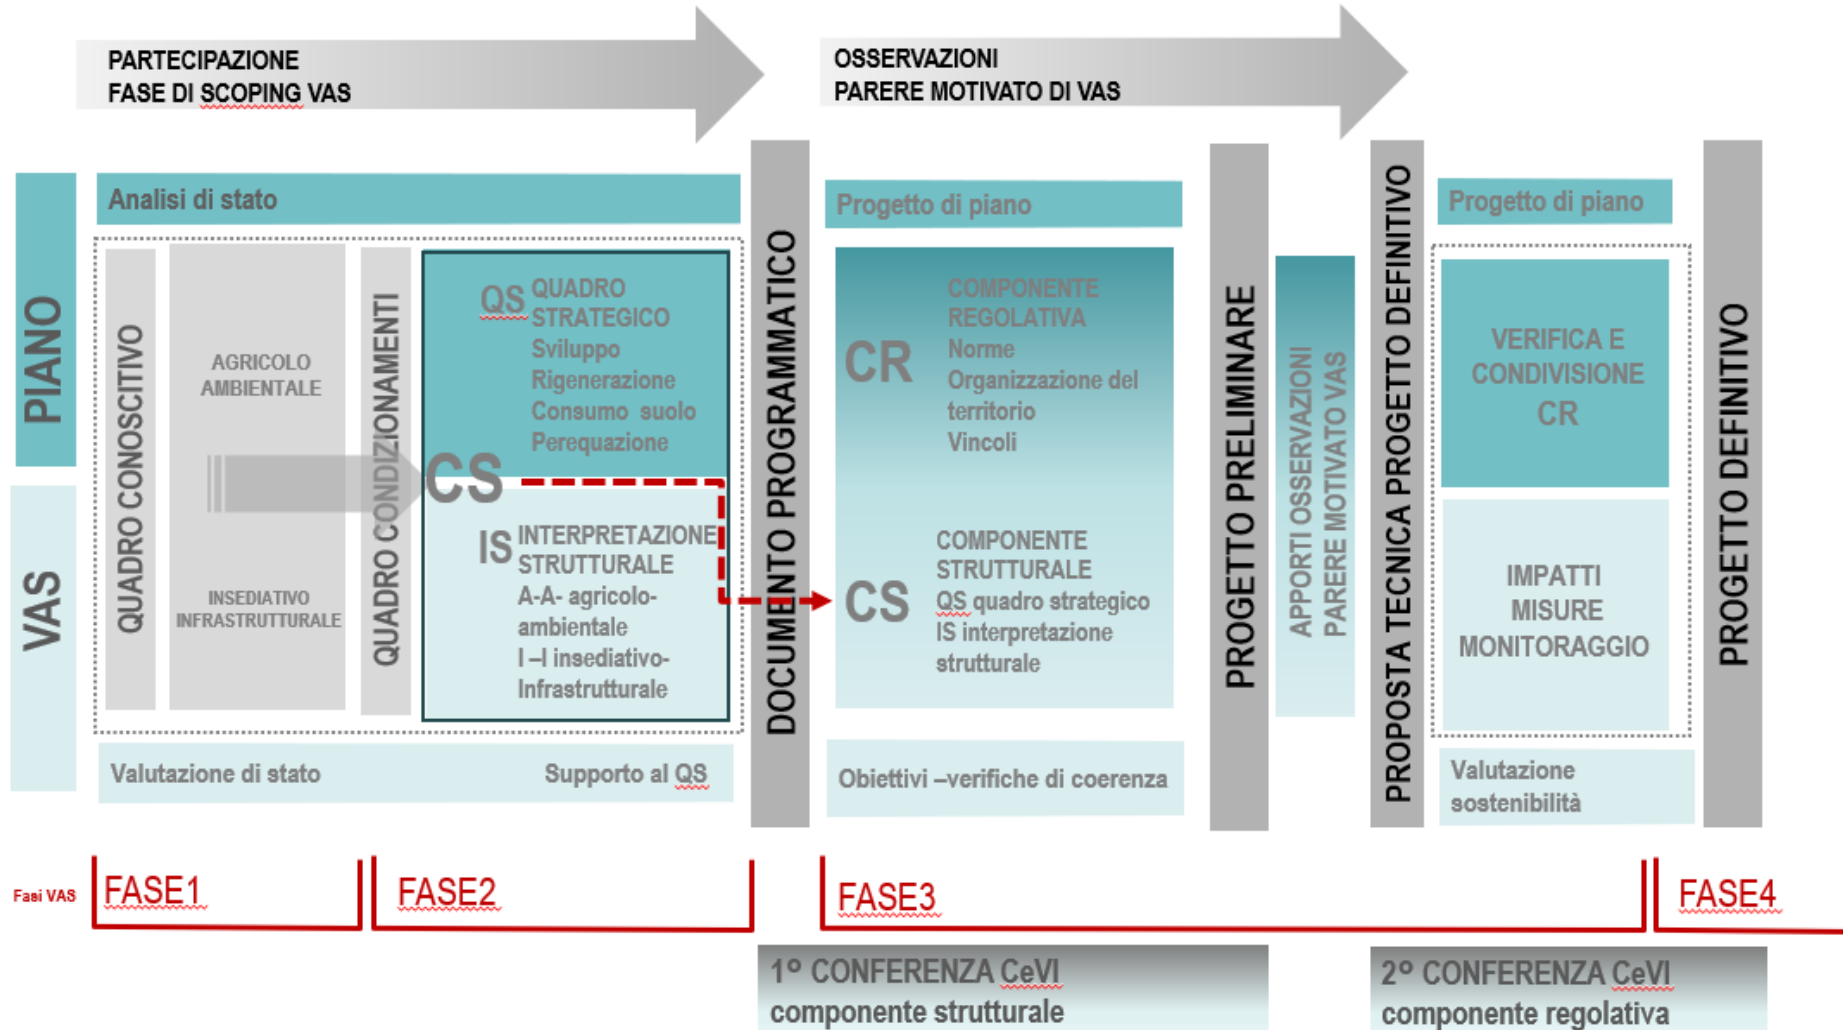 PARTECIPAZIONE
FASE DI SCOPING VAS
OSSERVAZIONI
PARERE MOTIVATO DI VAS
PIANO
VAS
Analisi di stato
QUADRO CONOSCITIVO
AGRICOLO
AMBIENTALE
INSEDIATIVO
INFRASTRUTTURALE
QUADRO CONDIZIONAMENTI
CS
QS
QUADRO
STRATEGICO
Sviluppo
Rigenerazione
Consumo suolo
Perequazione
IS
INTERPRETAZIONE
STRUTTURALE
A-A- agricolo-
ambientale
I –I insediativo-
Infrastrutturale
Valutazione di stato
Supporto al QS
DOCUMENTO PROGRAMMATICO
Progetto di piano
CR
COMPONENTE
REGOLATIVA
Norme
Organizzazione del
territorio
Vincoli
CS
COMPONENTE
STRUTTURALE
QS quadro strategico
IS interpretazione
strutturale
Obiettivi –verifiche di coerenza
PROGETTO PRELIMINARE
APPORTI OSSERVAZIONI
PARERE MOTIVATO VAS
PROPOSTA TECNICA PROGETTO DEFINITIVO
Progetto di piano
VERIFICA E
CONDIVISIONE
CR
IMPATTI
MISURE
MONITORAGGIO
Valutazione
sostenibilità
PROGETTO DEFINITIVO
Fasi VAS
FASE1
FASE2
FASE3
FASE4
1° CONFERENZA CeVI
componente strutturale
2° CONFERENZA CeVI
componente regolativa